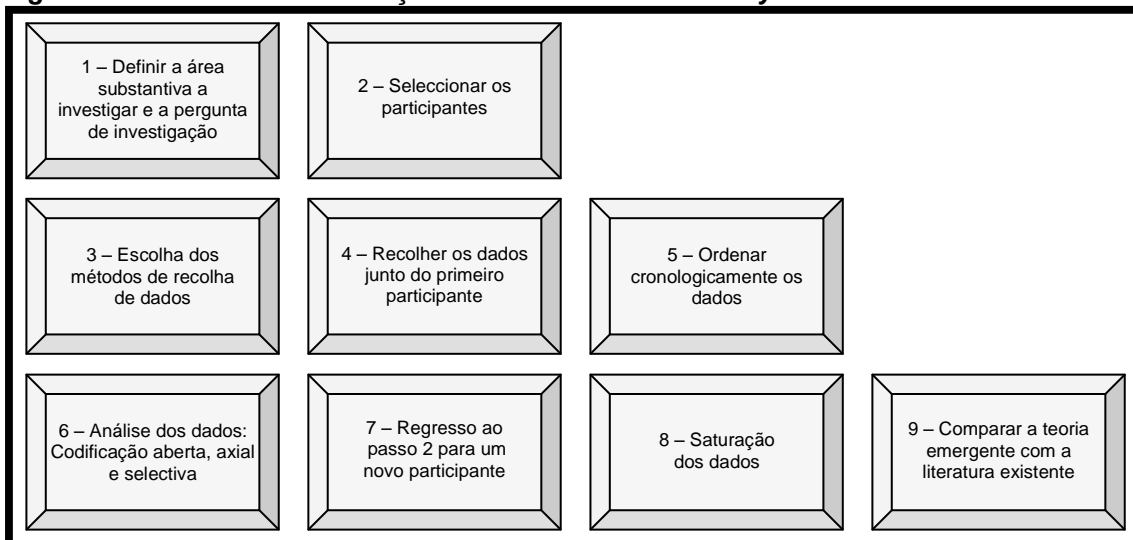 1 – Definir a área
substantiva a
investigar e a pergunta
de investigação
2 – Seleccionar os
participantes
3 – Escolha dos
métodos de recolha
de dados
4 – Recolher os dados
junto do primeiro
participante
5 – Ordenar
cronologicamente os
dados
6 – Análise dos dados:
Codificação aberta, axial
e selectiva
7 – Regresso ao
passo 2 para um
novo participante
8 – Saturação
dos dados
9 – Comparar a teoria
emergente com a
literatura existente